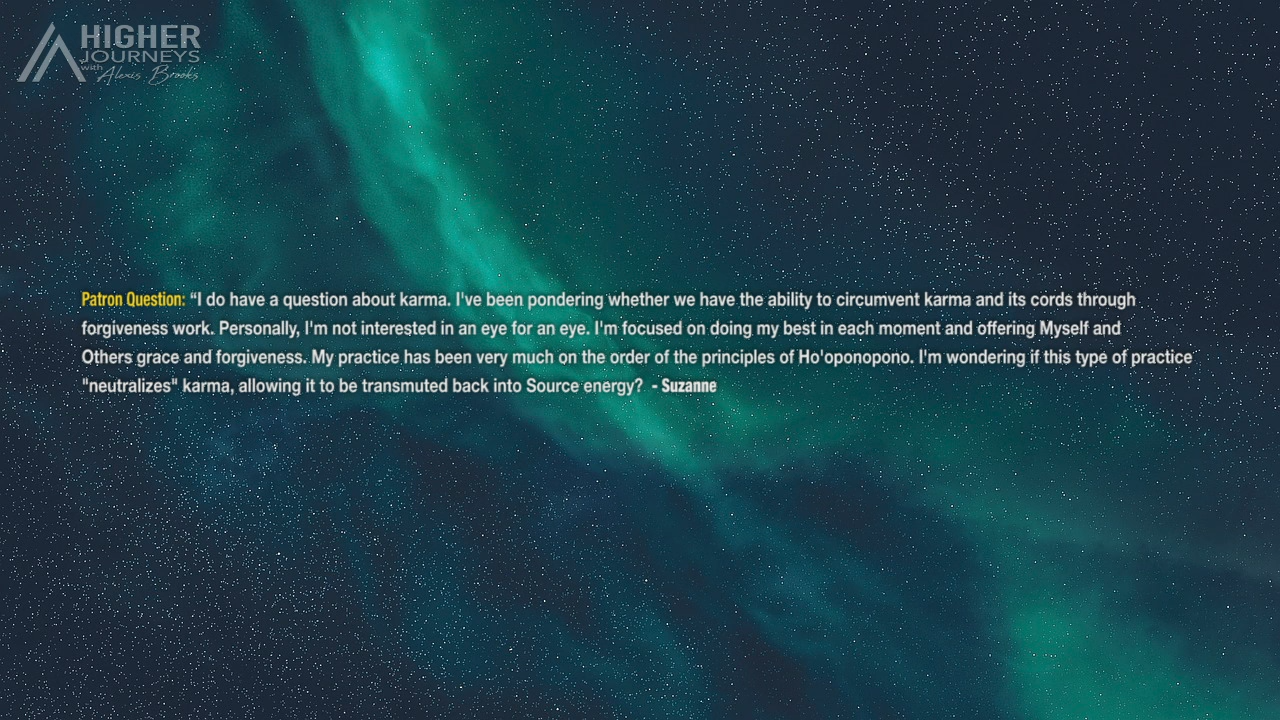 HIGHER
JOURNEYS
with Alexis Brooks
Patron Question: “I do have a question about karma. I've been pondering whether we have the ability to circumvent karma and its cords through
forgiveness work. Personally, I'm not interested in an eye for an eye. I'm focused on doing my best in each moment and offering Myself and
Others grace and forgiveness. My practice has been very much on the order of the principles of Ho'oponopono. I'm wondering if this type of practice
"neutralizes" karma, allowing it to be transmuted back into Source energy?  - Suzanne